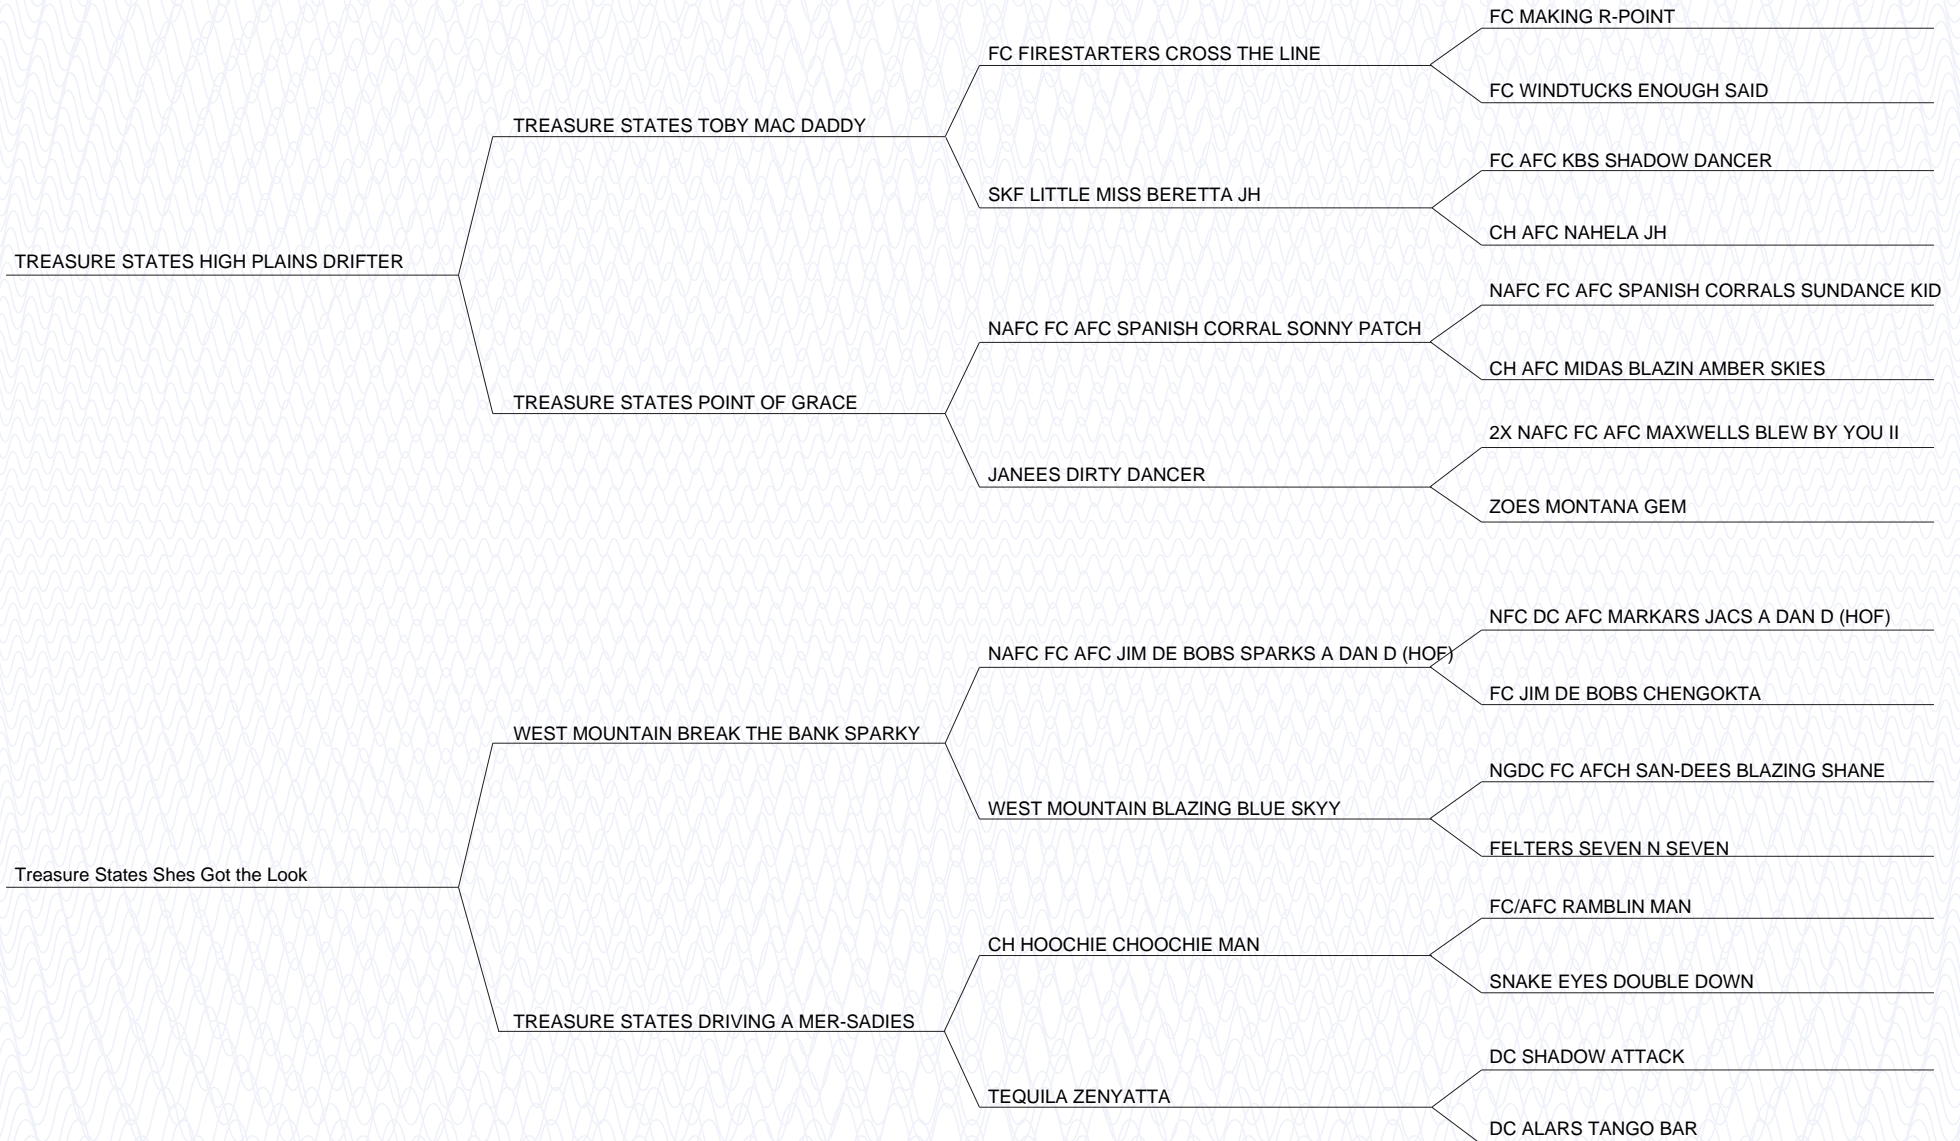 FC MAKING R-POINT
FC FIRESTARTERS CROSS THE LINE
FC WINDTUCKS ENOUGH SAID
TREASURE STATES TOBY MAC DADDY
FC AFC KBS SHADOW DANCER
SKF LITTLE MISS BERETTA JH
CH AFC NAHELA JH
TREASURE STATES HIGH PLAINS DRIFTER
NAFC FC AFC SPANISH CORRALS SUNDANCE KID
NAFC FC AFC SPANISH CORRAL SONNY PATCH
CH AFC MIDAS BLAZIN AMBER SKIES
TREASURE STATES POINT OF GRACE
2X NAFC FC AFC MAXWELLS BLEW BY YOU II
JANEES DIRTY DANCER
ZOES MONTANA GEM
NFC DC AFC MARKARS JACS A DAN D (HOF)
NAFC FC AFC JIM DE BOBS SPARKS A DAN D (HOF)
FC JIM DE BOBS CHENGOKTA
WEST MOUNTAIN BREAK THE BANK SPARKY
NGDC FC AFCH SAN-DEES BLAZING SHANE
WEST MOUNTAIN BLAZING BLUE SKYY
FELTERS SEVEN N SEVEN
Treasure States Shes Got the Look
FC/AFC RAMBLIN MAN
CH HOOCHIE CHOOCHIE MAN
SNAKE EYES DOUBLE DOWN
TREASURE STATES DRIVING A MER-SADIES
DC SHADOW ATTACK
TEQUILA ZENYATTA
DC ALARS TANGO BAR